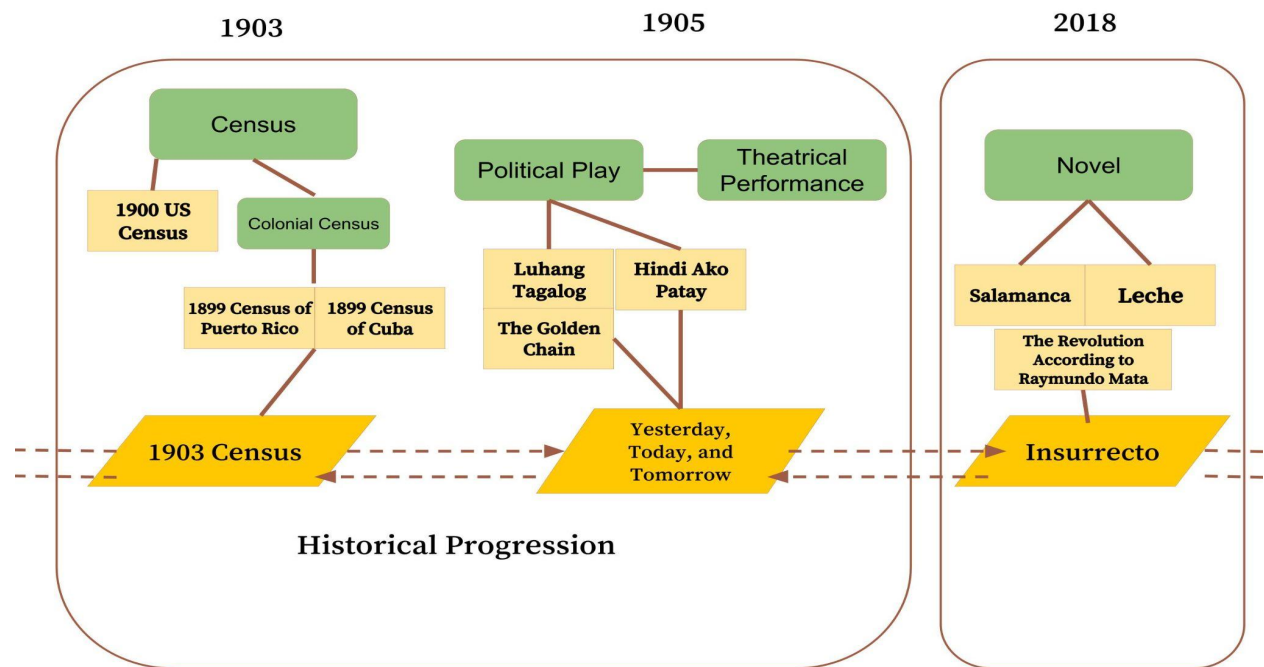 1903
1905
2018
Census
1900 US
Census
Colonial Census
1899 Census of
Puerto Rico
1899 Census
of Cuba
1903 Census
Political Play
Theatrical
Performance
Luhang
Tagalog
Hindi Ako
Patay
The Golden
Chain
Yesterday,
Today, and
Tomorrow
Historical Progression
Novel
Salamanca
Leche
The Revolution
According to
Raymundo Mata
Insurrecto